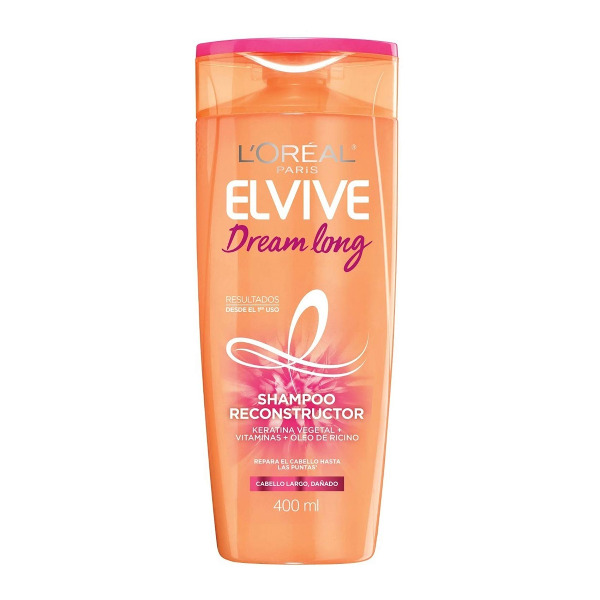 L'ORÉAL®
PARIS
ELVIVE
Dream long
RESULTADOS
DESDE EL 1er USO
SHAMPOO
RECONSTRUCTOR
KERATINA VEGETAL +
VITAMINAS + ÓLEO DE RICINO
REPARA EL CABELLO HASTA
LAS PUNTAS*
CABELLO LARGO, DAÑADO
400 ml